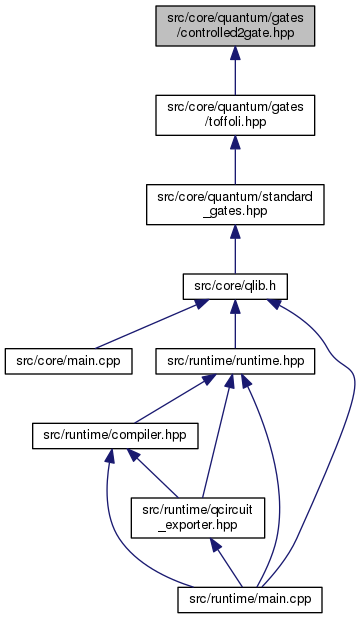 src/core/quantum/gates
/controlled2gate.hpp
src/core/quantum/gates
/toffoli.hpp
src/core/quantum/standard
_gates.hpp
src/core/qlib.h
src/core/main.cpp
src/runtime/runtime.hpp
src/runtime/compiler.hpp
src/runtime/qcircuit
_exporter.hpp
src/runtime/main.cpp